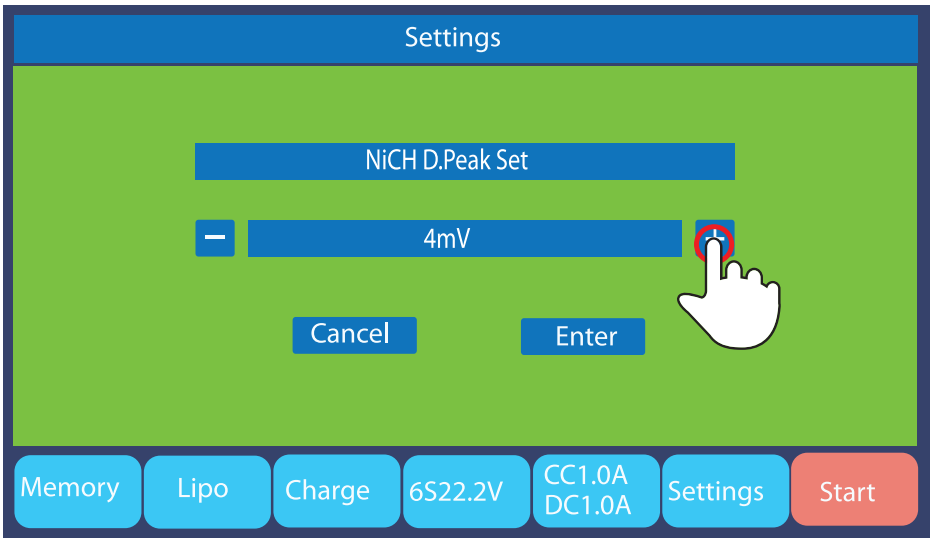 Settings
NiCH D.Peak Set
− 4mV +
Cancel Enter
Memory Lipo Charge 6S22.2V CC1.0A DC1.0A Settings Start